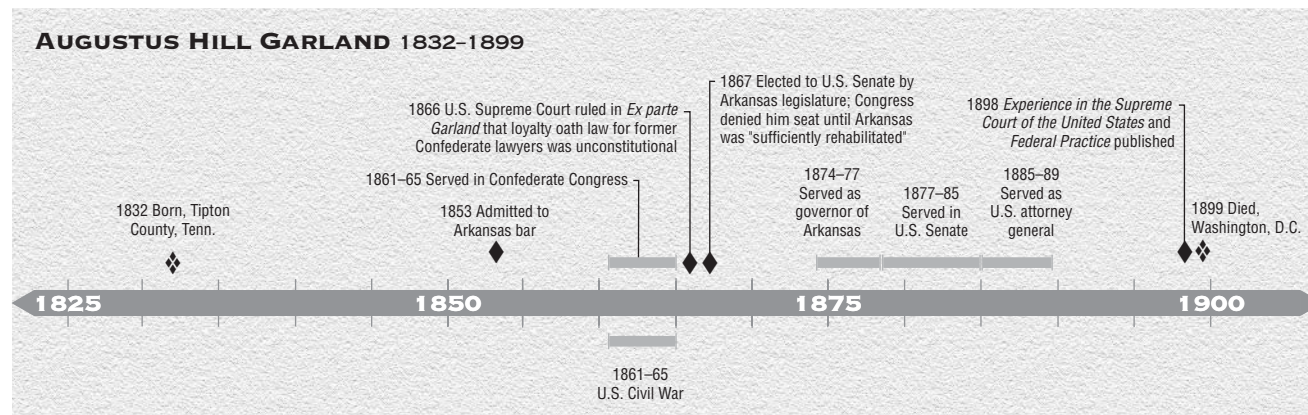 AUGUSTUS HILL GARLAND 1832–1899
1866 U.S. Supreme Court ruled in Ex parte
Garland that loyalty oath law for former
Confederate lawyers was unconstitutional
1867 Elected to U.S. Senate by
Arkansas legislature; Congress
denied him seat until Arkansas
was "sufficiently rehabilitated"
1898 Experience in the Supreme
Court of the United States and
Federal Practice published
1861–65 Served in Confederate Congress
1874–77
Served as
governor of
Arkansas
1877–85
Served in
U.S. Senate
1885–89
Served as
U.S. attorney
general
1832 Born, Tipton
County, Tenn.
1853 Admitted to
Arkansas bar
1899 Died,
Washington, D.C.
1825 1850 1875 1900
1861–65
U.S. Civil War